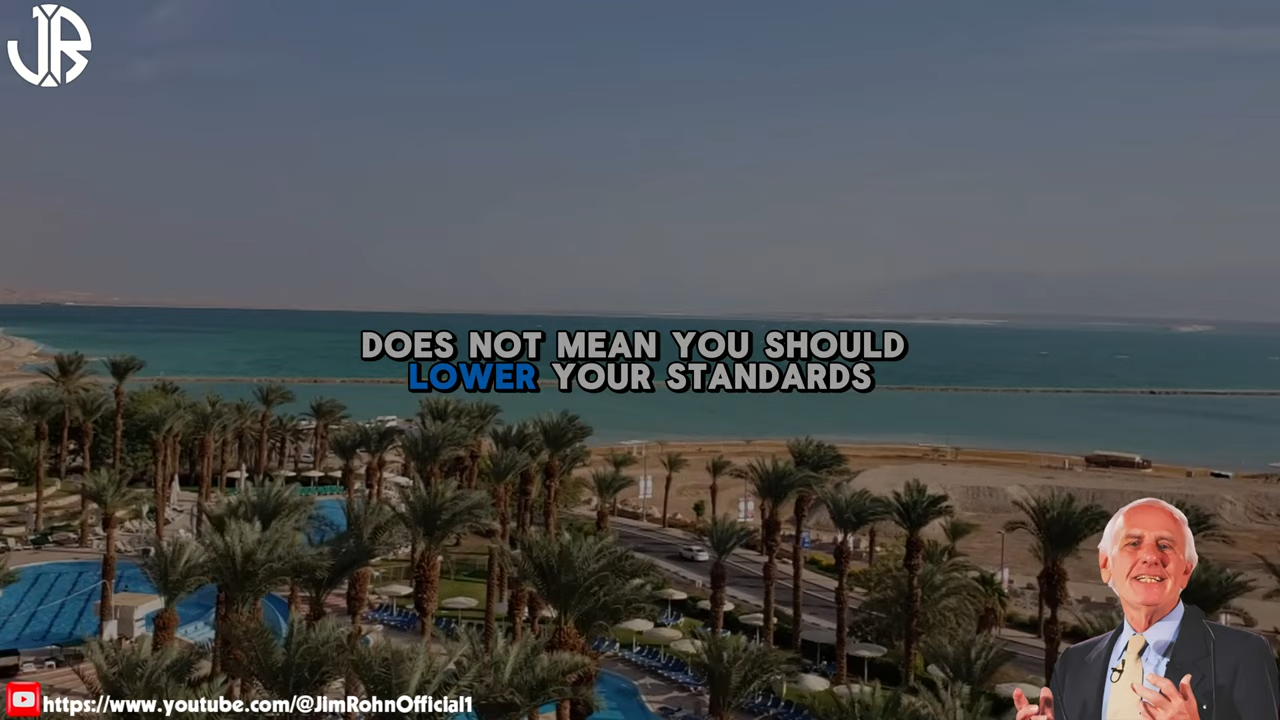 JR
DOES NOT MEAN YOU SHOULD
LOWER YOUR STANDARDS
https://www.youtube.com/@JimRohnOfficial1